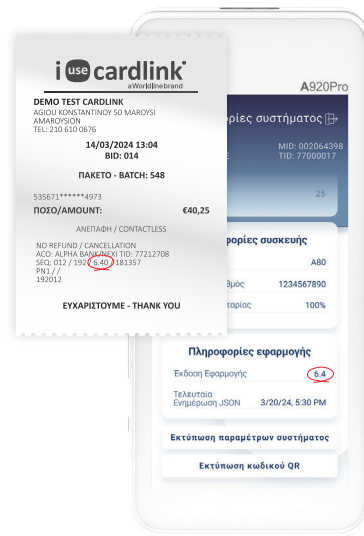 i use cardlink
a Worldline brand
DEMO TEST CARDLINK
AGIOU KONSTANTINOY 50 MAROYSI
AMAROYSION
TEL: 210 610 0676
14/03/2024 13:04
BID: 014
ΠΑΚΕΤΟ - BATCH: 548
535671******4973
ΠΟΣΟ/AMOUNT: €40,25
ΑΝΕΠΑΦΗ / CONTACTLESS
NO REFUND / CANCELLATION
ACQ: ALPHA BANK/NEXI TID: 77212708
SEQ: 012 / 192 / 6.40 / 181357
PN1 / /
192012
ΕΥΧΑΡΙΣΤΟΥΜΕ - THANK YOU
A920Pro
ρίες συστήματος
MID: 002064398
TID: 77000017
25
φορίες συσκευής
A80
θμός 1234567890
ταρίας 100%
Πληροφορίες εφαρμογής
Έκδοση Εφαρμογής 6.4
Τελευταία
Ενημέρωση JSON 3/20/24, 5:30 PM
Εκτύπωση παραμέτρων συστήματος
Εκτύπωση κωδικού QR